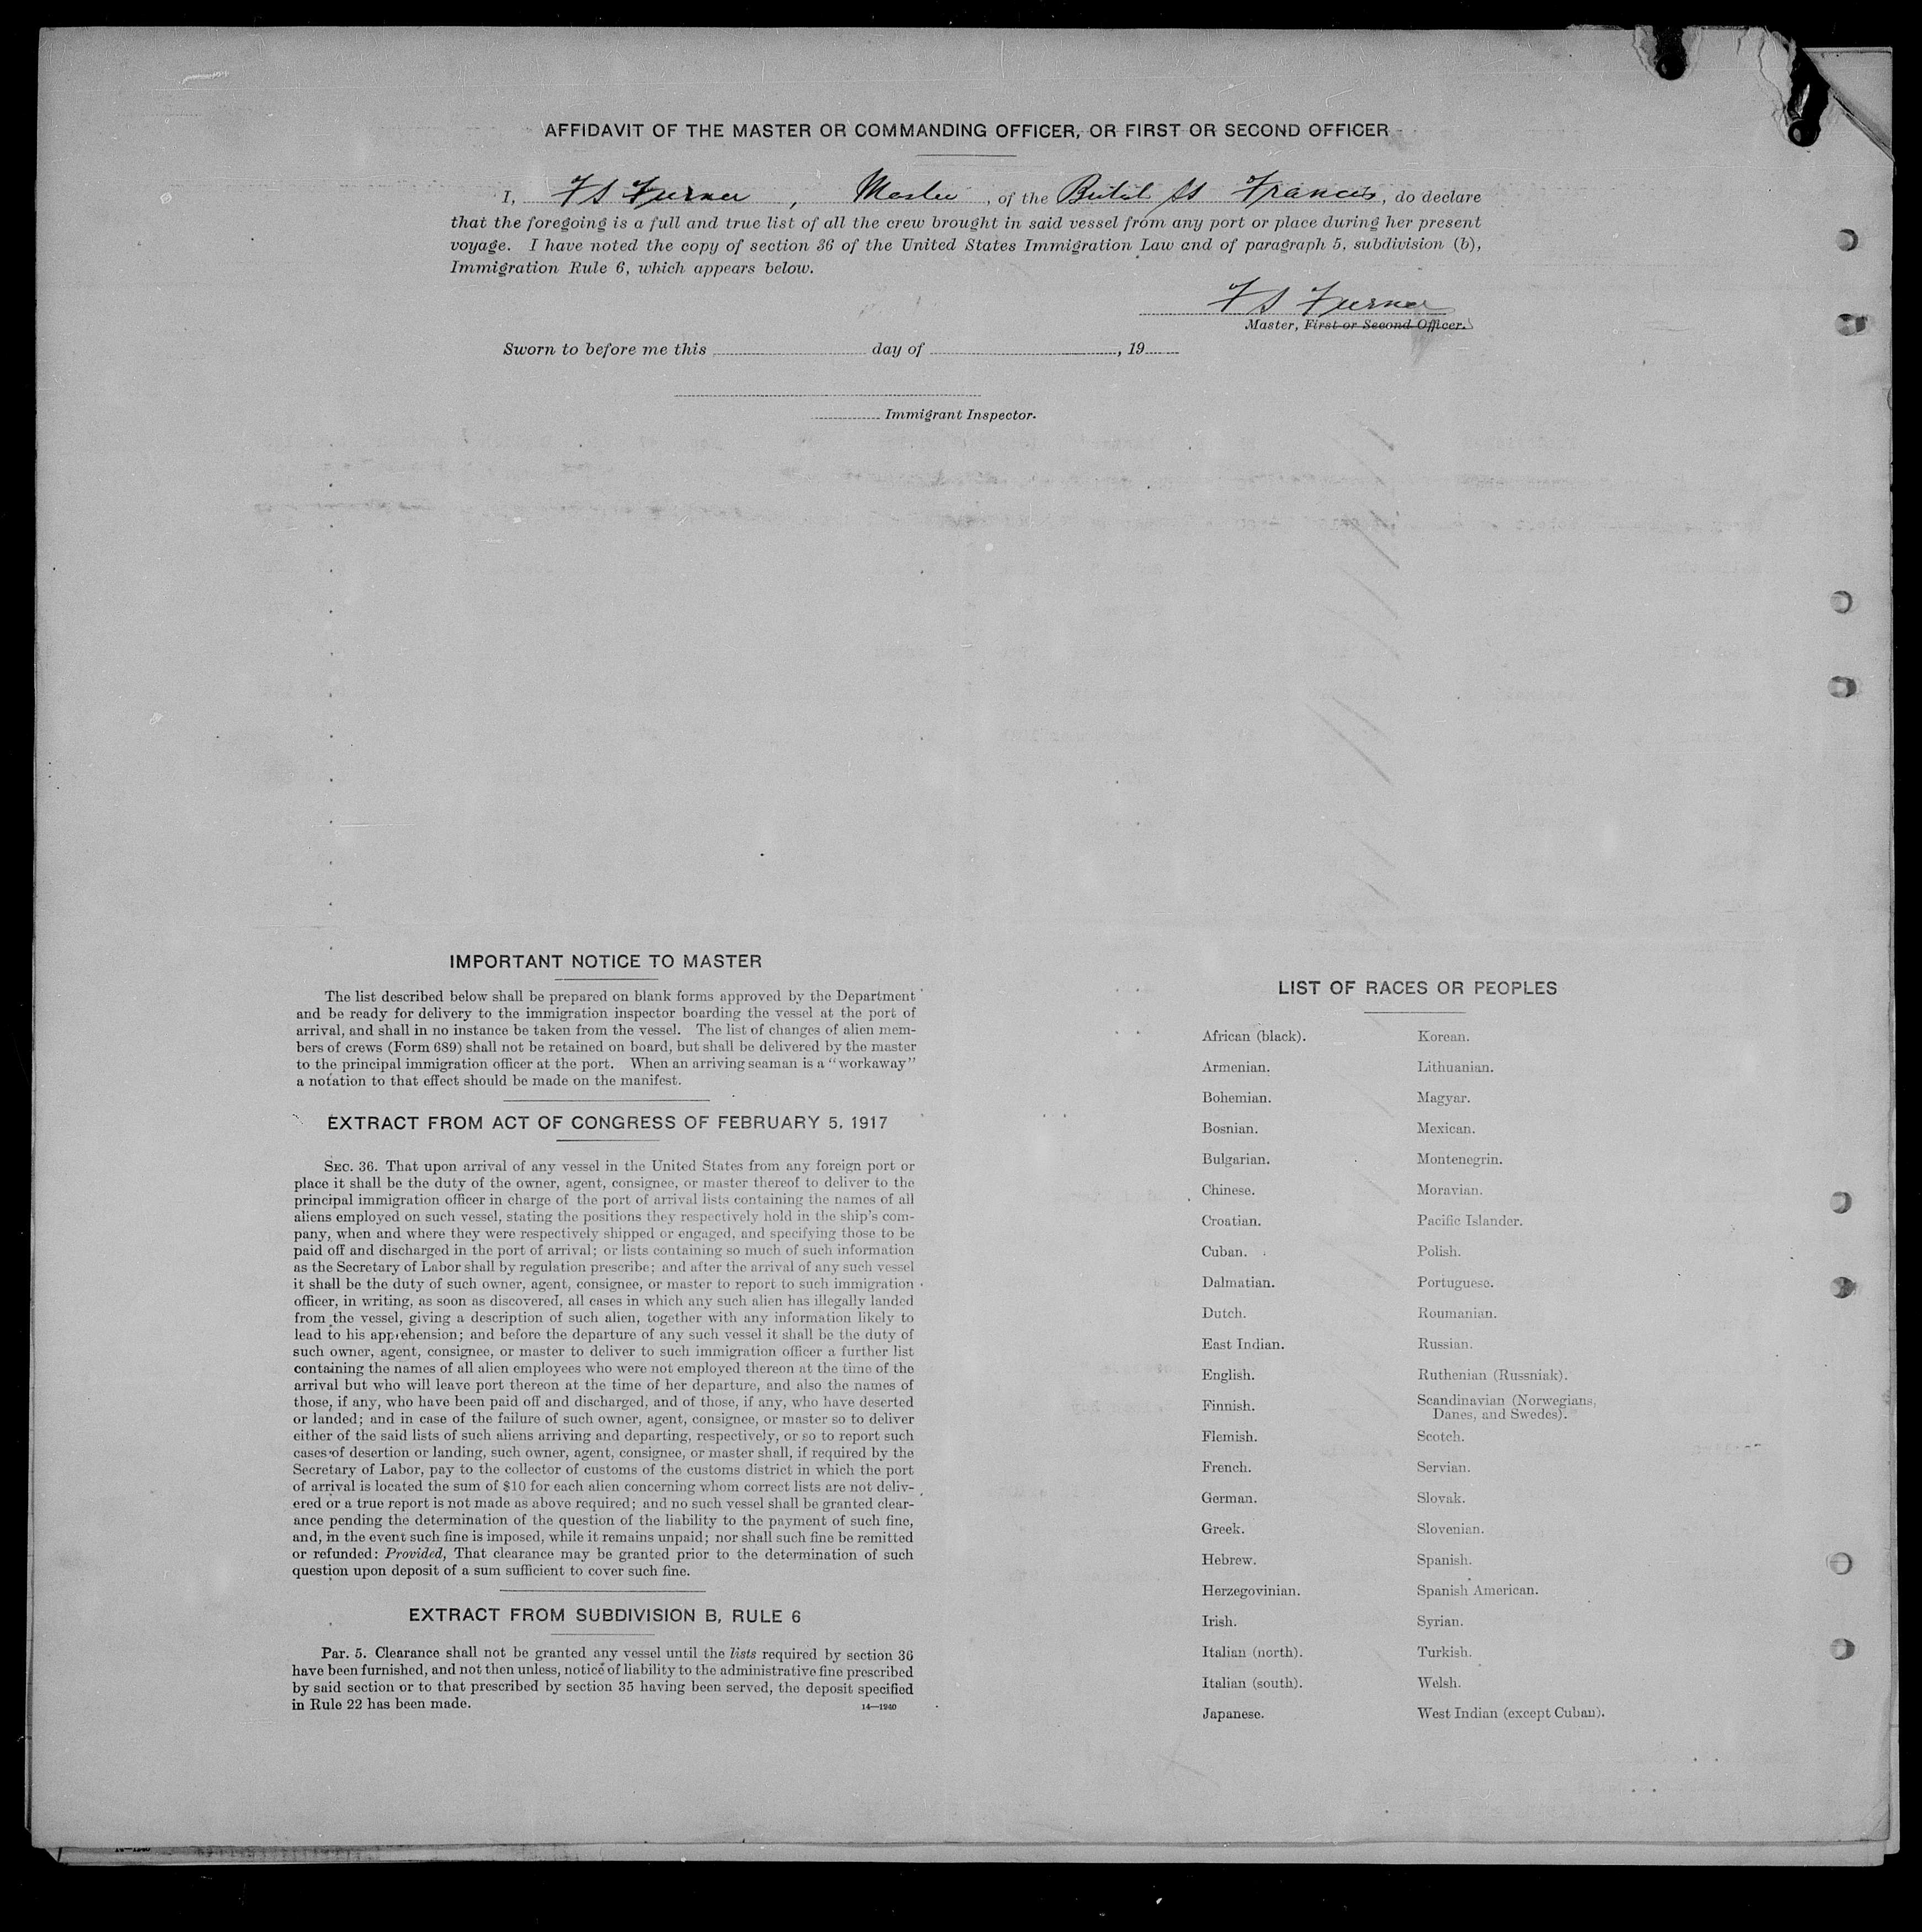 AFFIDAVIT OF THE MASTER OR COMMANDING OFFICER, OR FIRST OR SECOND OFFICER
I, F S Turner, Master, of the British SS Francis, do declare
that the foregoing is a full and true list of all the crew brought in said vessel from any port or place during her present
voyage. I have noted the copy of section 36 of the United States Immigration Law and of paragraph 5, subdivision (b),
Immigration Rule 6, which appears below.
F S Turner
Master, First or Second Officer.
Sworn to before me this day of , 19
Immigrant Inspector.
IMPORTANT NOTICE TO MASTER
The list described below shall be prepared on blank forms approved by the Department
and be ready for delivery to the immigration inspector boarding the vessel at the port of
arrival, and shall in no instance be taken from the vessel. The list of changes of alien mem-
bers of crews (Form 689) shall not be retained on board, but shall be delivered by the master
to the principal immigration officer at the port. When an arriving seaman is a "workaway"
a notation to that effect should be made on the manifest.
EXTRACT FROM ACT OF CONGRESS OF FEBRUARY 5, 1917
SEC. 36. That upon arrival of any vessel in the United States from any foreign port or
place it shall be the duty of the owner, agent, consignee, or master thereof to deliver to the
principal immigration officer in charge of the port of arrival lists containing the names of all
aliens employed on such vessel, stating the positions they respectively hold in the ship's com-
pany, when and where they were respectively shipped or engaged, and specifying those to be
paid off and discharged in the port of arrival; or lists containing so much of such information
as the Secretary of Labor shall by regulation prescribe; and after the arrival of any such vessel
it shall be the duty of such owner, agent, consignee, or master to report to such immigration
officer, in writing, as soon as discovered, all cases in which any such alien has illegally landed
from the vessel, giving a description of such alien, together with any information likely to
lead to his apprehension; and before the departure of any such vessel it shall be the duty of
such owner, agent, consignee, or master to deliver to such immigration officer a further list
containing the names of all alien employees who were not employed thereon at the time of the
arrival but who will leave port thereon at the time of her departure, and also the names of
those, if any, who have been paid off and discharged, and of those, if any, who have deserted
or landed; and in case of the failure of such owner, agent, consignee, or master so to deliver
either of the said lists of such aliens arriving and departing, respectively, or so to report such
cases of desertion or landing, such owner, agent, consignee, or master shall, if required by the
Secretary of Labor, pay to the collector of customs of the customs district in which the port
of arrival is located the sum of $10 for each alien concerning whom correct lists are not deliv-
ered or a true report is not made as above required; and no such vessel shall be granted clear-
ance pending the determination of the question of the liability to the payment of such fine,
and, in the event such fine is imposed, while it remains unpaid; nor shall such fine be remitted
or refunded: Provided, That clearance may be granted prior to the determination of such
question upon deposit of a sum sufficient to cover such fine.
EXTRACT FROM SUBDIVISION B, RULE 6
Par. 5. Clearance shall not be granted any vessel until the lists required by section 36
have been furnished, and not then unless, notice of liability to the administrative fine prescribed
by said section or to that prescribed by section 35 having been served, the deposit specified
in Rule 22 has been made.
14—1240
LIST OF RACES OR PEOPLES
African (black).
Armenian.
Bohemian.
Bosnian.
Bulgarian.
Chinese.
Croatian.
Cuban.
Dalmatian.
Dutch.
East Indian.
English.
Finnish.
Flemish.
French.
German.
Greek.
Hebrew.
Herzegovinian.
Irish.
Italian (north).
Italian (south).
Japanese.
Korean.
Lithuanian.
Magyar.
Mexican.
Montenegrin.
Moravian.
Pacific Islander.
Polish.
Portuguese.
Roumanian.
Russian.
Ruthenian (Russniak).
Scandinavian (Norwegians,
Danes, and Swedes).
Scotch.
Servian.
Slovak.
Slovenian.
Spanish.
Spanish American.
Syrian.
Turkish.
Welsh.
West Indian (except Cuban).